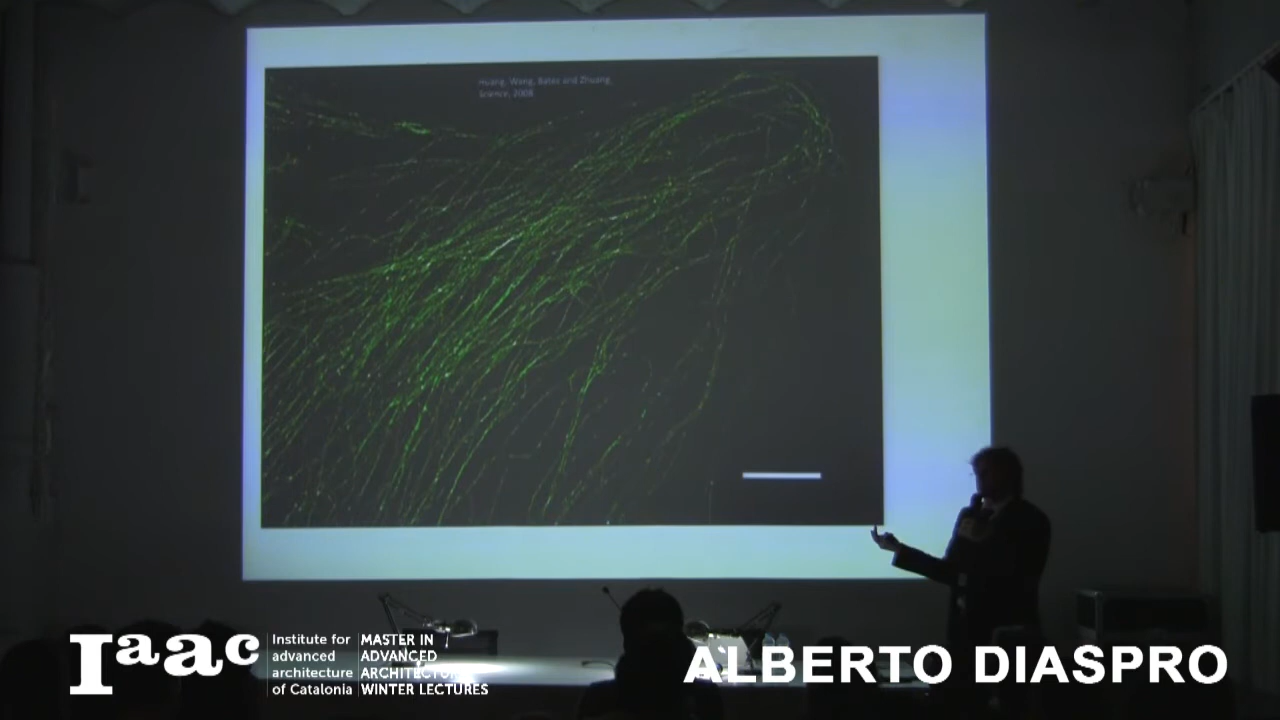 Huang, Wang, Bates and Zhuang,
Science, 2008
Iaac
Institute for
advanced
architecture
of Catalonia
MASTER IN
ADVANCED
ARCHITECTURE
WINTER LECTURES
ALBERTO DIASPRO